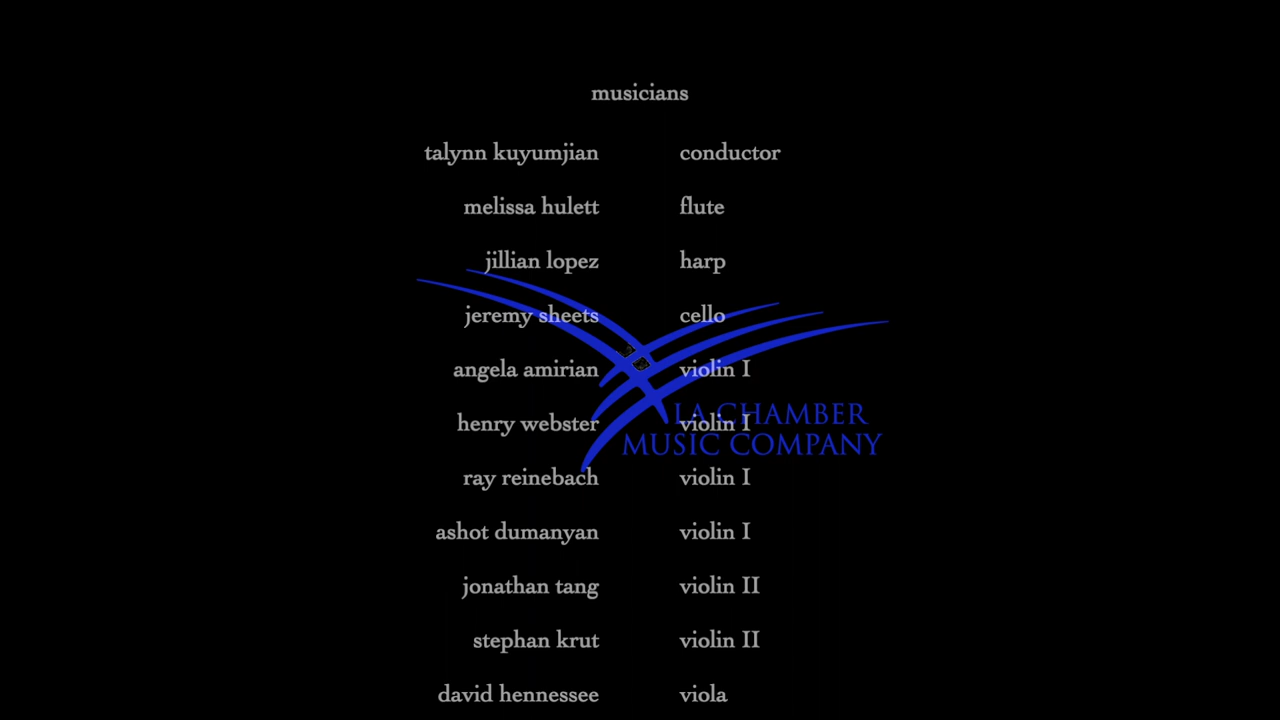 musicians
talynn kuyumjian conductor
melissa hulett flute
jillian lopez harp
jeremy sheets cello
angela amirian violin I
henry webster violin I
LA CHAMBER
MUSIC COMPANY
ray reinebach violin I
ashot dumanyan violin I
jonathan tang violin II
stephan krut violin II
david hennessee viola